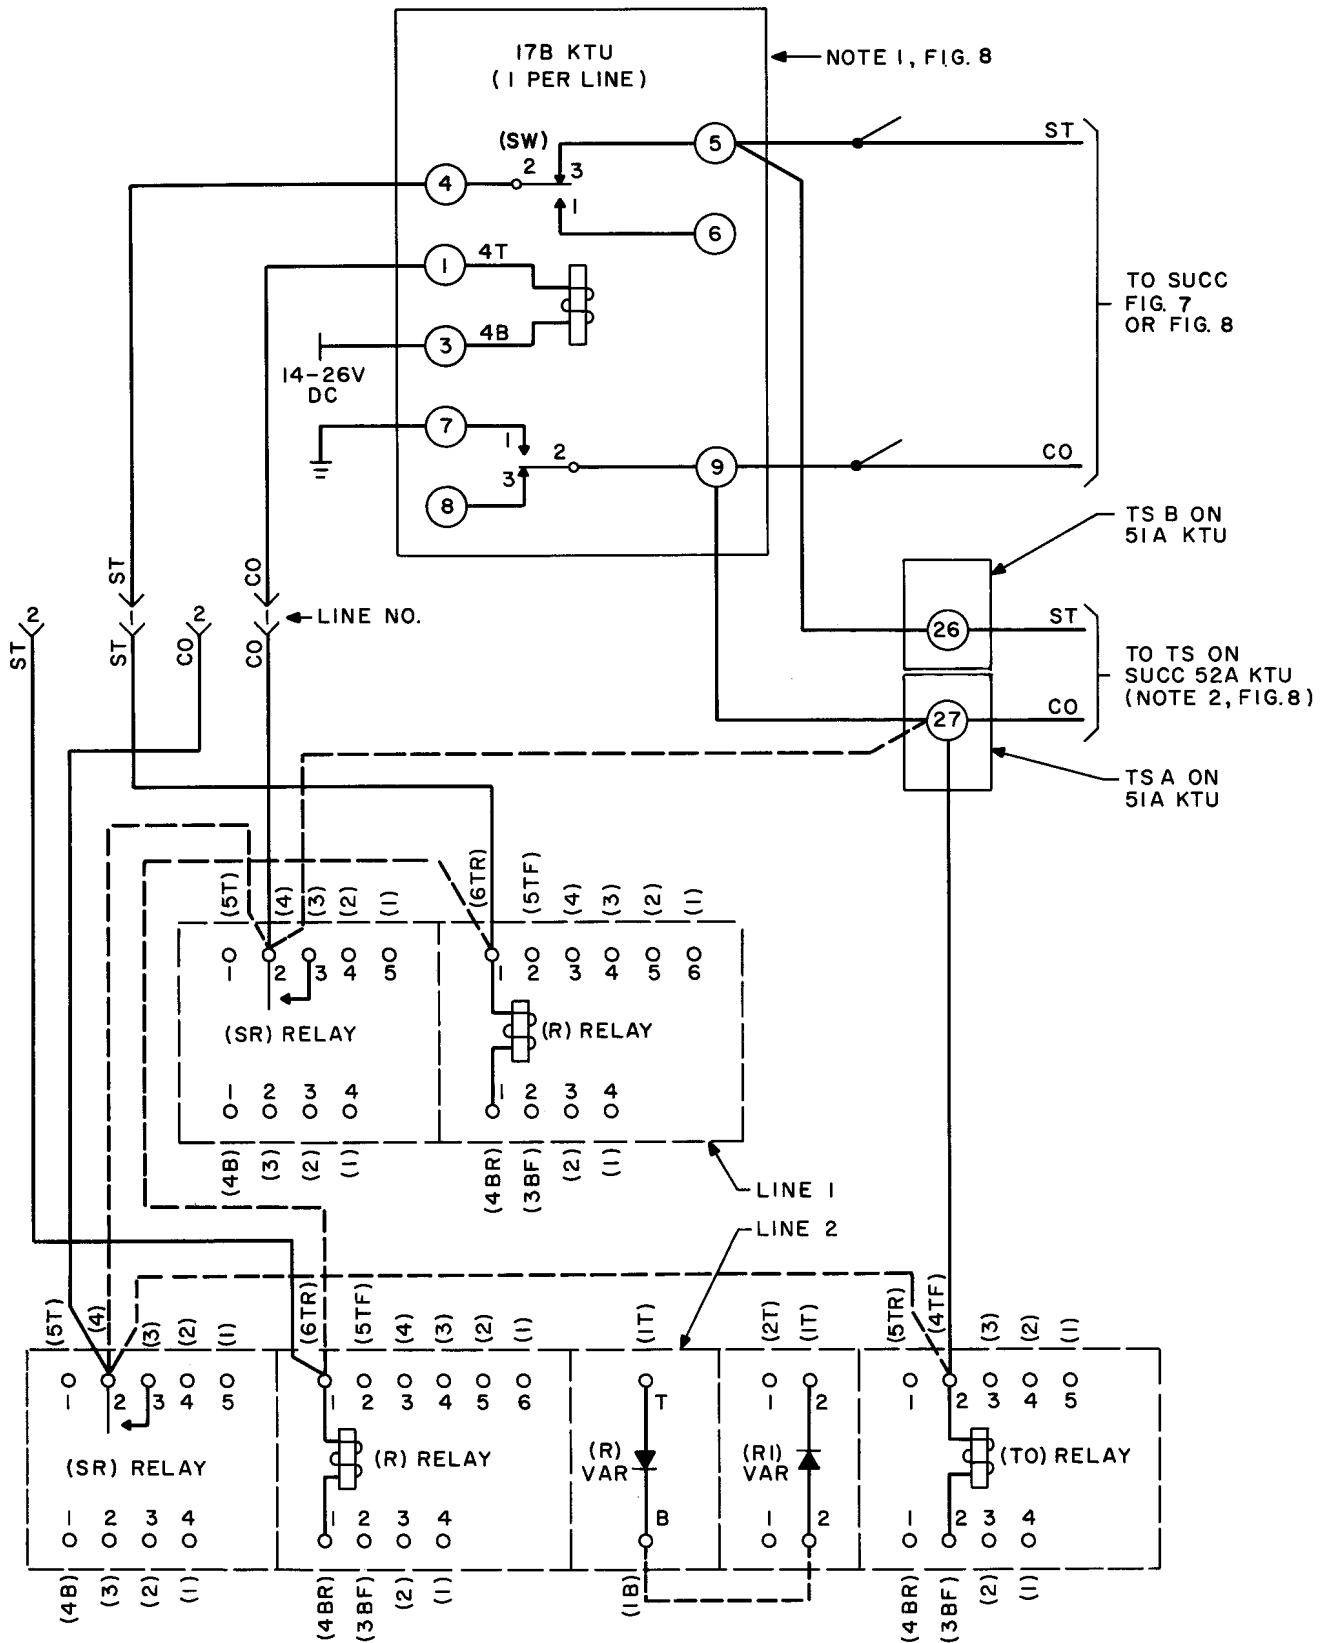 17B KTU
(1 PER LINE)
NOTE 1, FIG. 8
(SW)
5
ST
4
2
3
1
6
1
4T
TO SUCC
FIG. 7
OR FIG. 8
3
4B
14-26V
DC
7
1
2
9
CO
3
8
TS B ON
51A KTU
ST
CO
2
1
2
1
LINE NO.
26
ST
ST
ST
CO
CO
TO TS ON
SUCC 52A KTU
(NOTE 2, FIG. 8)
27
CO
TS A ON
51A KTU
(5T) (4) (3) (2) (1) (6TR) (5TF) (4) (3) (2) (1)
1 2 3 4 5 1 2 3 4 5 6
(SR) RELAY
(R) RELAY
1 2 3 4 1 2 3 4
(4B) (3) (2) (1) (4BR) (3BF) (2) (1)
LINE 1
LINE 2
(5T) (4) (3) (2) (1) (6TR) (5TF) (4) (3) (2) (1) (1T) (2T) (1T) (5TR) (4TF) (3) (2) (1)
1 2 3 4 5 1 2 3 4 5 6 T 1 2 1 2 3 4 5
(SR) RELAY
(R) RELAY
(R)
VAR
(R1)
VAR
(TO) RELAY
1 2 3 4 1 2 3 4 B 1 2 1 2 3 4
(4B) (3) (2) (1) (4BR) (3BF) (2) (1) (1B) (4BR) (3BF) (2) (1)